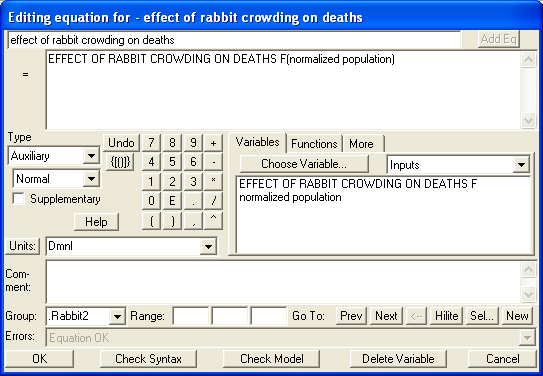 Editing equation for - effect of rabbit crowding on deaths
effect of rabbit crowding on deaths Add Eq
= EFFECT OF RABBIT CROWDING ON DEATHS F(normalized population)
Type Undo 7 8 9 + Variables Functions More
Auxiliary {[()]} 4 5 6 - Choose Variable... Inputs
Normal 1 2 3 * EFFECT OF RABBIT CROWDING ON DEATHS F
Supplementary 0 E . / normalized population
Help ( ) , ^
Units: Dmnl
Com-
ment:
Group: .Rabbit2 Range: Go To: Prev Next <-- Hilite Sel... New
Errors: Equation OK
OK Check Syntax Check Model Delete Variable Cancel